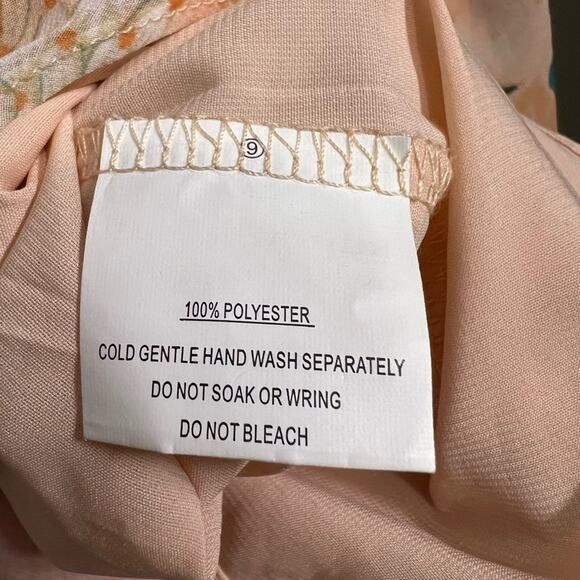 9
100% POLYESTER
COLD GENTLE HAND WASH SEPARATELY
DO NOT SOAK OR WRING
DO NOT BLEACH